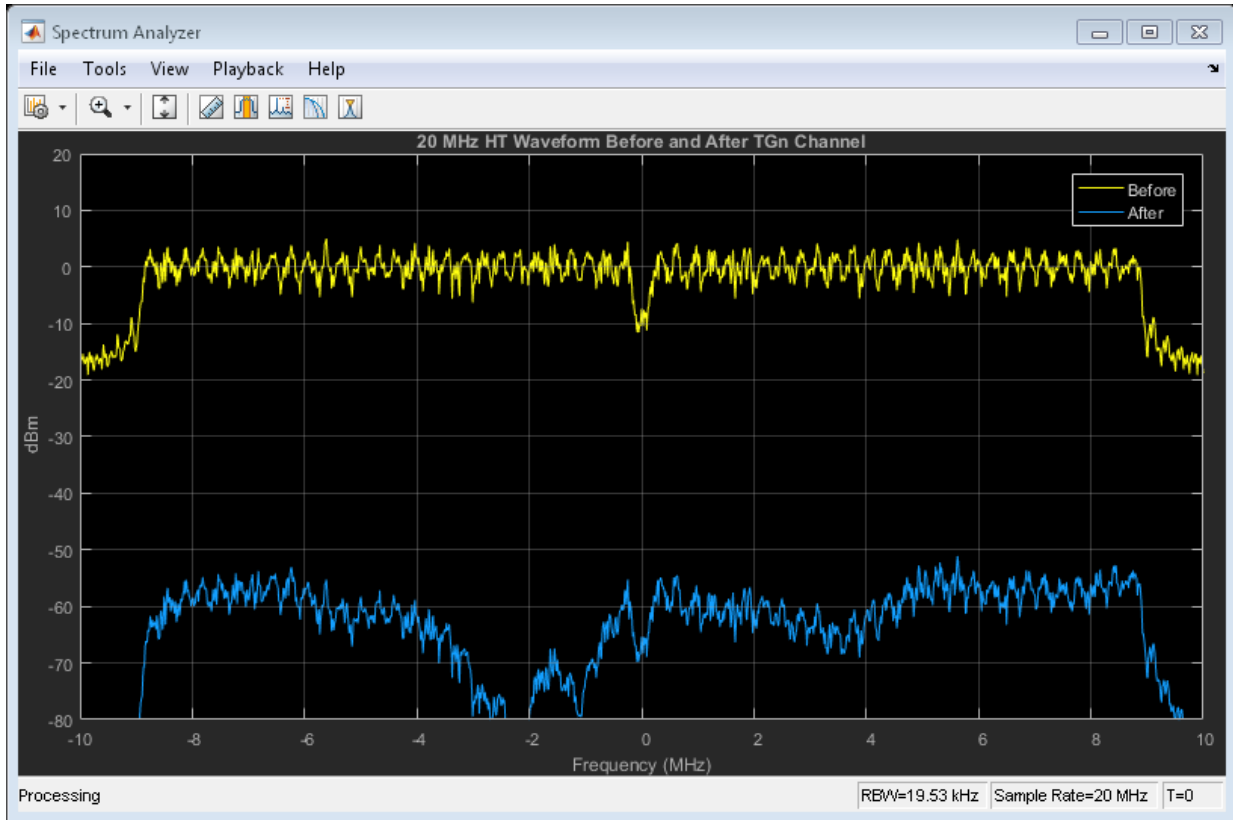 Spectrum Analyzer
File Tools View Playback Help
20 MHz HT Waveform Before and After TGn Channel
Before
After
20
10
0
-10
-20
-30
-40
-50
-60
-70
-80
dBm
-10 -8 -6 -4 -2 0 2 4 6 8 10
Frequency (MHz)
Processing RBW=19.53 kHz Sample Rate=20 MHz T=0